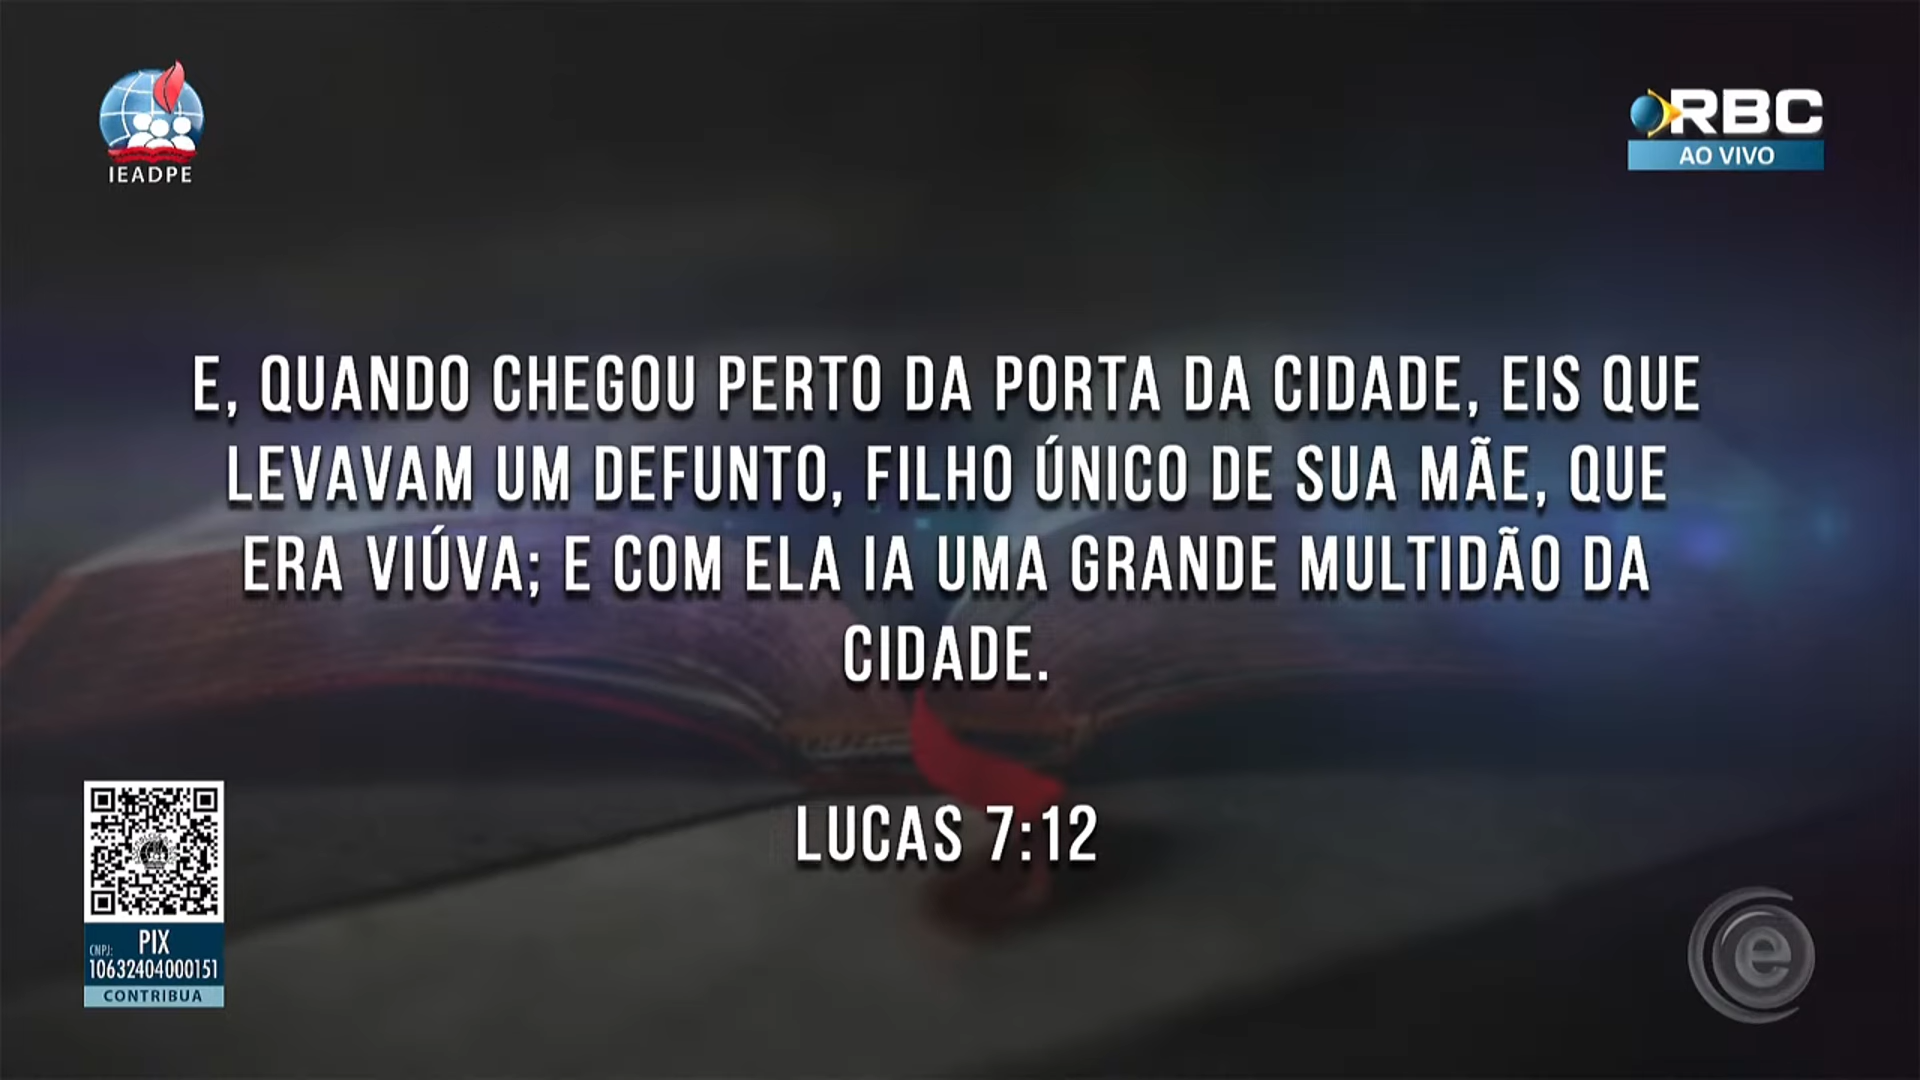 IEADPE
RBC
AO VIVO
E, QUANDO CHEGOU PERTO DA PORTA DA CIDADE, EIS QUE
LEVAVAM UM DEFUNTO, FILHO ÚNICO DE SUA MÃE, QUE
ERA VIÚVA; E COM ELA IA UMA GRANDE MULTIDÃO DA
CIDADE.
LUCAS 7:12
PIX
CNPJ: 10632404000151
CONTRIBUA
e